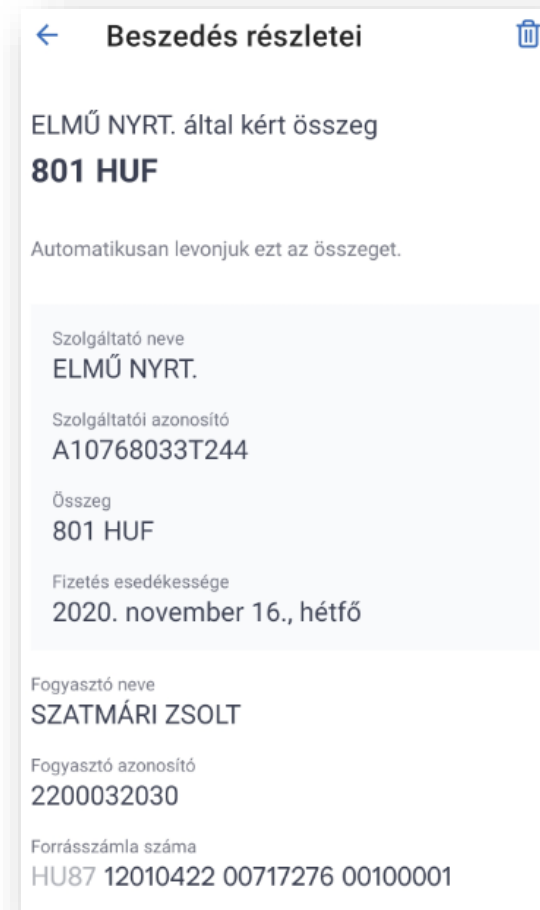 Beszedés részletei
ELMŰ NYRT. által kért összeg
801 HUF
Automatikusan levonjuk ezt az összeget.
Szolgáltató neve
ELMŰ NYRT.
Szolgáltatói azonosító
A10768033T244
Összeg
801 HUF
Fizetés esedékessége
2020. november 16., hétfő
Fogyasztó neve
SZATMÁRI ZSOLT
Fogyasztó azonosító
2200032030
Forrásszámla száma
HU87 12010422 00717276 00100001